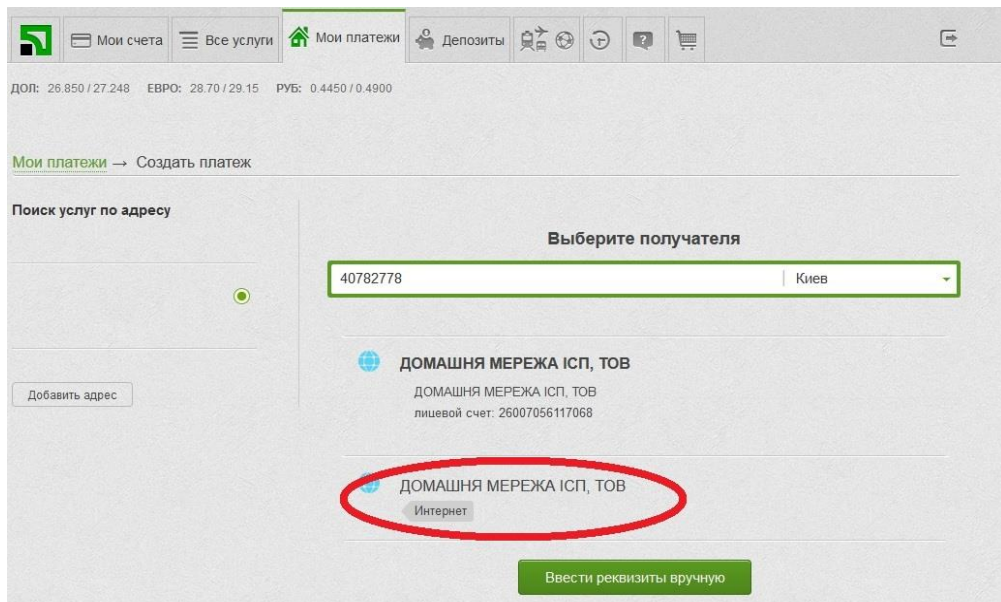 Мои счета Все услуги Мои платежи Депозиты
ДОЛ: 26.850 / 27.248 ЕВРО: 28.70 / 29.15 РУБ: 0.4450 / 0.4900
Мои платежи → Создать платеж
Поиск услуг по адресу
Выберите получателя
40782778 Киев
ДОМАШНЯ МЕРЕЖА ІСП, ТОВ
ДОМАШНЯ МЕРЕЖА ІСП, ТОВ
лицевой счет: 26007056117068
Добавить адрес
ДОМАШНЯ МЕРЕЖА ІСП, ТОВ
Интернет
Ввести реквизиты вручную